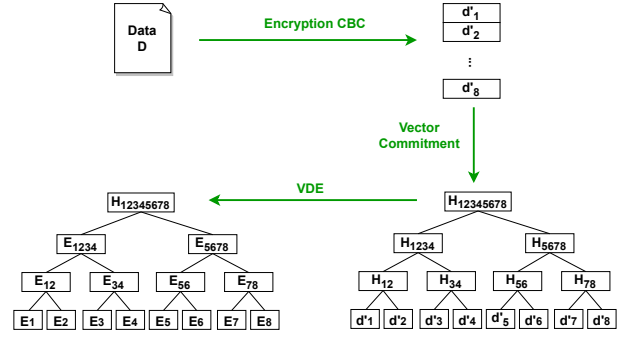 Data
D
Encryption CBC
d'1
d'2
⋮
d'8
Vector
Commitment
VDE
H12345678
E1234 E5678
E12 E34 E56 E78
E1 E2 E3 E4 E5 E6 E7 E8
H12345678
H1234 H5678
H12 H34 H56 H78
d'1 d'2 d'3 d'4 d'5 d'6 d'7 d'8